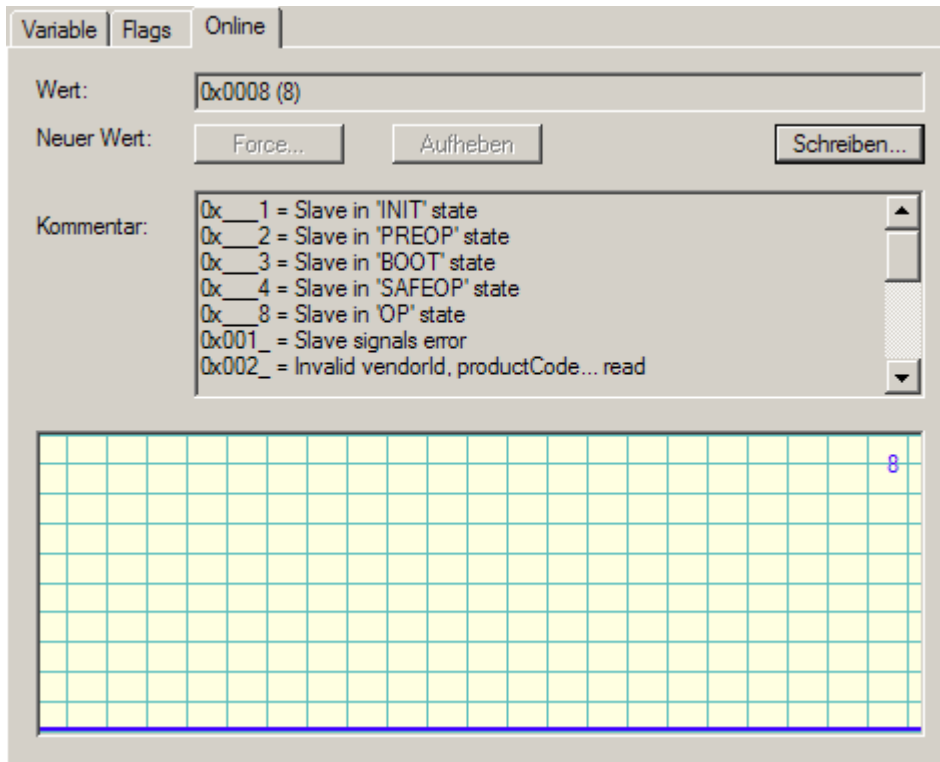 Variable Flags Online
Wert: 0x0008 (8)
Neuer Wert: Force... Aufheben Schreiben...
Kommentar:
0x___1 = Slave in 'INIT' state
0x___2 = Slave in 'PREOP' state
0x___3 = Slave in 'BOOT' state
0x___4 = Slave in 'SAFEOP' state
0x___8 = Slave in 'OP' state
0x001_ = Slave signals error
0x002_ = Invalid vendorId, productCode... read
8